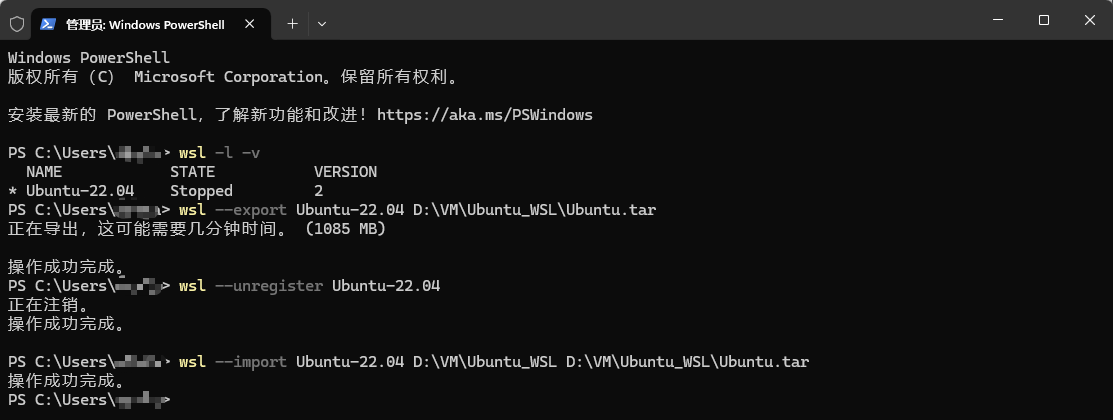 管理员: Windows PowerShell
Windows PowerShell
版权所有 (C) Microsoft Corporation。保留所有权利。
安装最新的 PowerShell，了解新功能和改进！https://aka.ms/PSWindows
PS C:\Users\ > wsl -l -v
NAME STATE VERSION
* Ubuntu-22.04 Stopped 2
PS C:\Users\ > wsl --export Ubuntu-22.04 D:\VM\Ubuntu_WSL\Ubuntu.tar
正在导出，这可能需要几分钟时间。 (1085 MB)
操作成功完成。
PS C:\Users\ > wsl --unregister Ubuntu-22.04
正在注销。
操作成功完成。
PS C:\Users\ > wsl --import Ubuntu-22.04 D:\VM\Ubuntu_WSL D:\VM\Ubuntu_WSL\Ubuntu.tar
操作成功完成。
PS C:\Users\ >